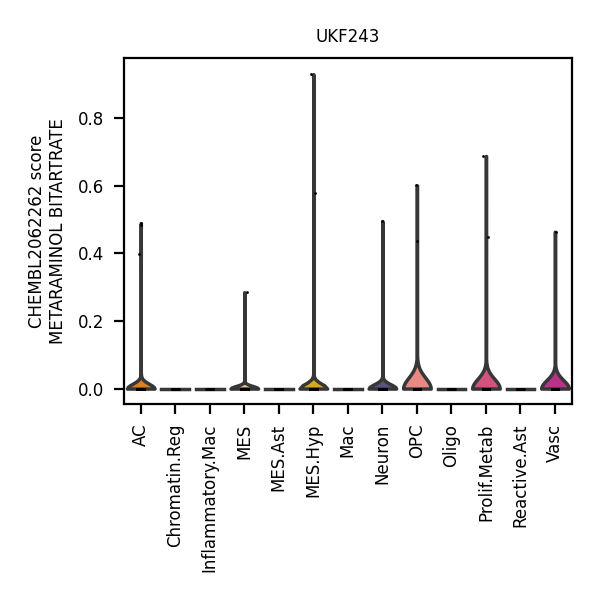 UKF243
CHEMBL2062262 score
METARAMINOL BITARTRATE
0.8
0.6
0.4
0.2
0.0
AC
Chromatin.Reg
Inflammatory.Mac
MES
MES.Ast
MES.Hyp
Mac
Neuron
OPC
Oligo
Prolif.Metab
Reactive.Ast
Vasc